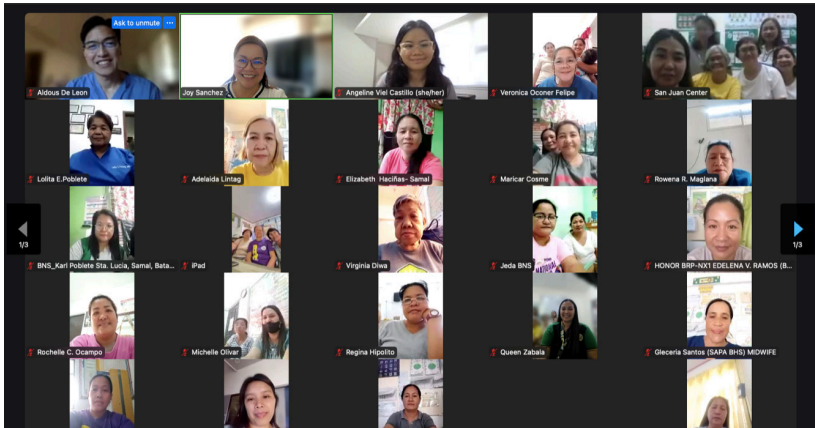 Ask to unmute
Aldous De Leon
Joy Sanchez
Angeline Viel Castillo (she/her)
Veronica Oconer Felipe
San Juan Center
Lolita E.Poblete
Adelaida Lintag
Elizabeth Haciñas- Samal
Maricar Cosme
Rowena R. Maglana
1/3
1/3
BNS_Karl Poblete Sta. Lucia, Samal, Bata...
iPad
Virginia Diwa
Jeda BNS
HONOR BRP-NX1 EDELENA V. RAMOS (B...
Rochelle C. Ocampo
Michelle Olivar
Regina Hipolito
Queen Zabala
Gleceria Santos (SAPA BHS) MIDWIFE